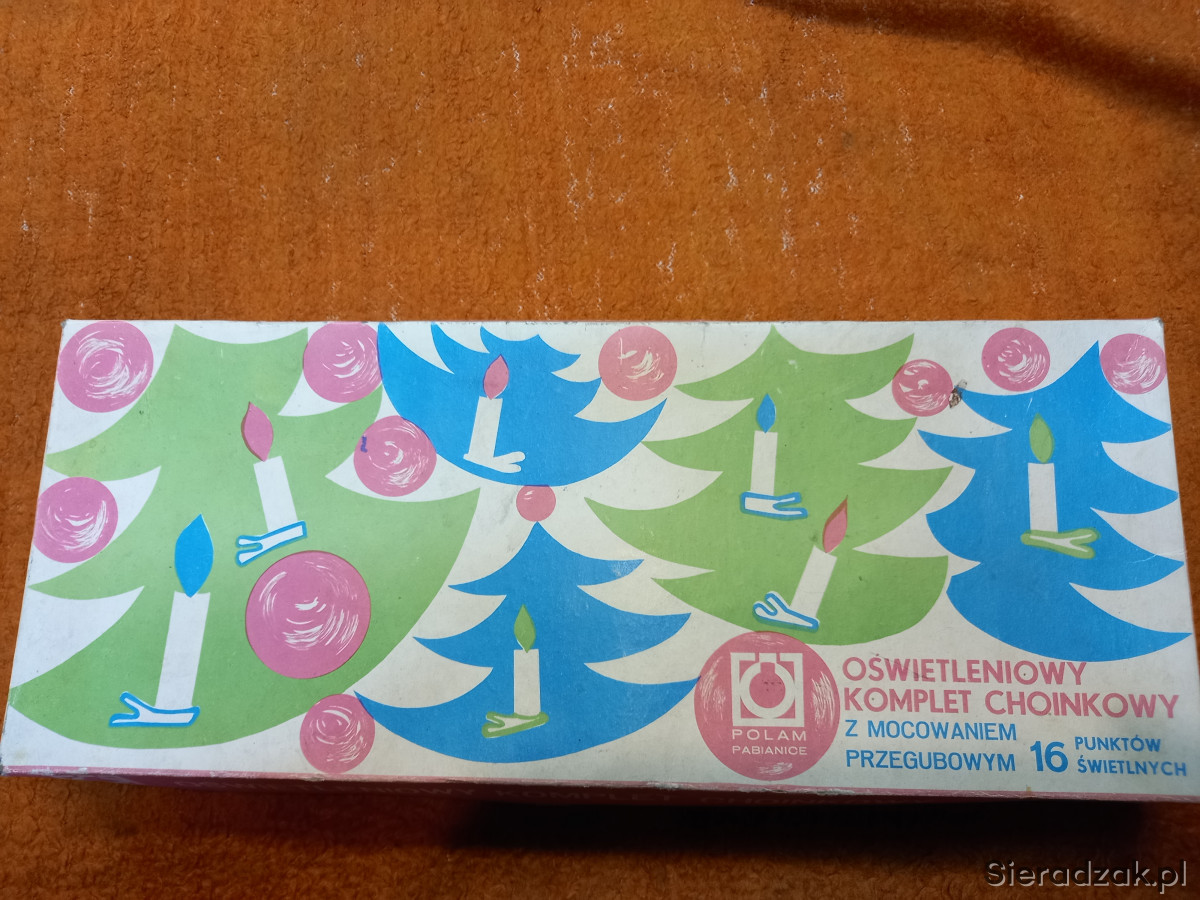 POLAM
PABIANICE
OŚWIETLENIOWY
KOMPLET CHOINKOWY
Z MOCOWANIEM
PRZEGUBOWYM 16 PUNKTÓW
ŚWIETLNYCH
Sieradzak.pl